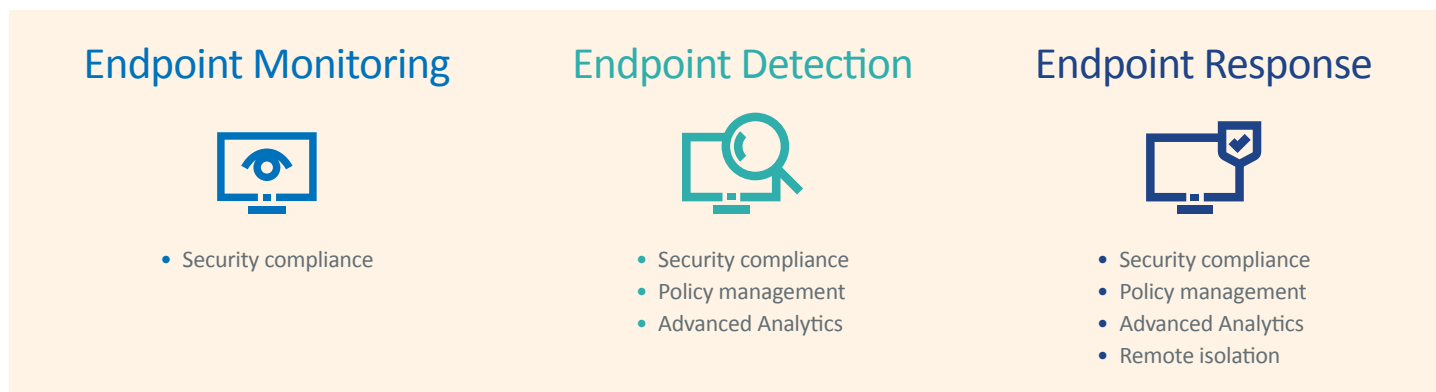 Endpoint Monitoring
• Security compliance
Endpoint Detection
• Security compliance
• Policy management
• Advanced Analytics
Endpoint Response
• Security compliance
• Policy management
• Advanced Analytics
• Remote isolation